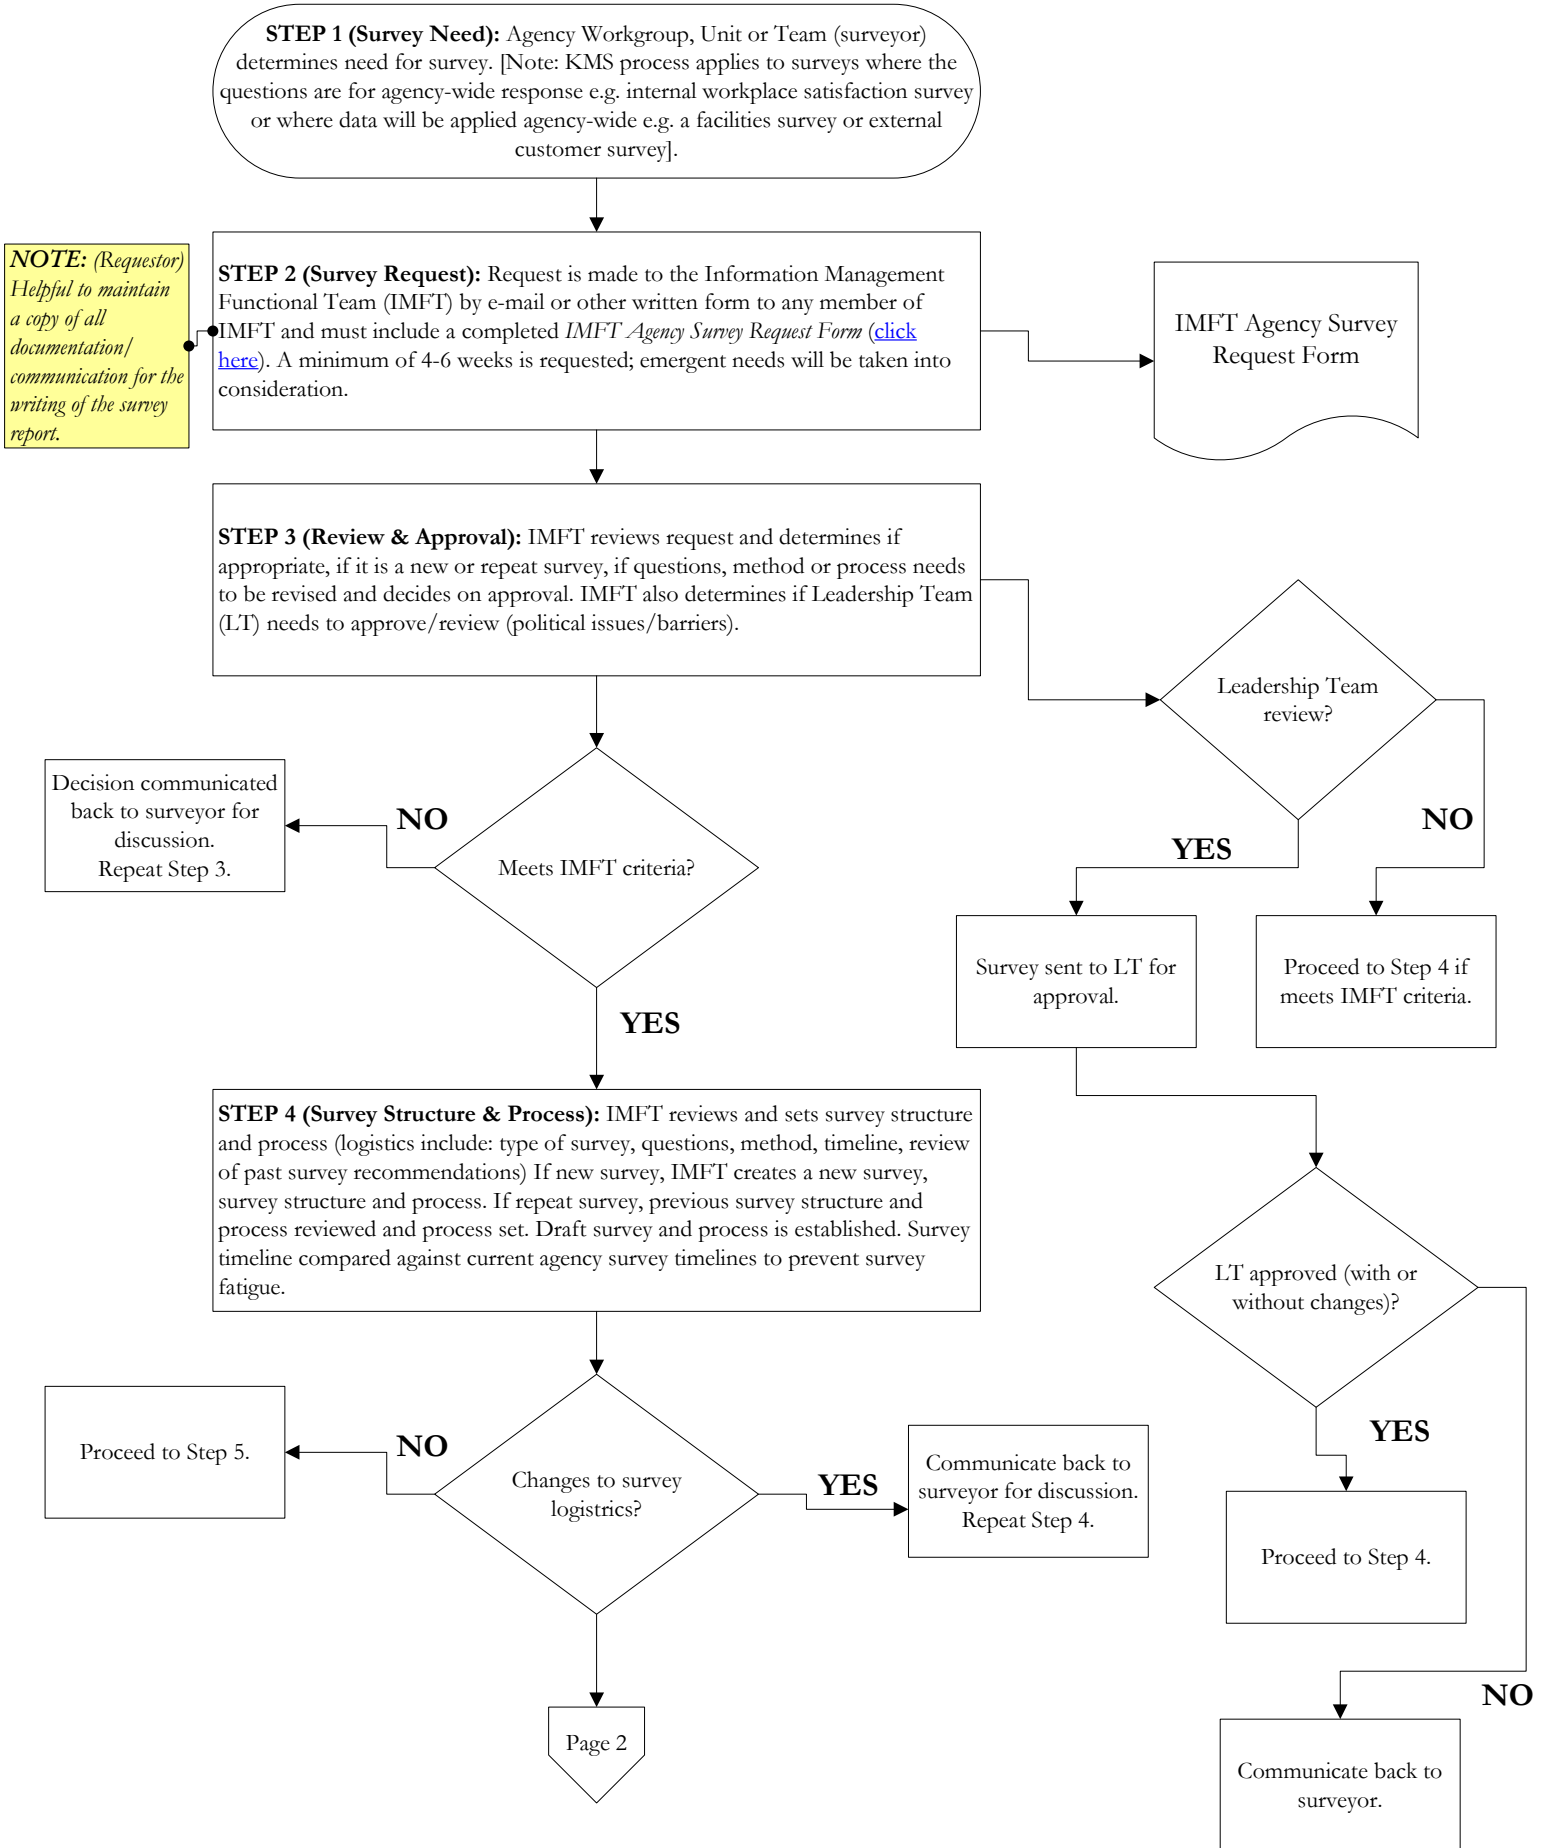 STEP 1 (Survey Need): Agency Workgroup, Unit or Team (surveyor)
determines need for survey. [Note: KMS process applies to surveys where the
questions are for agency-wide response e.g. internal workplace satisfaction survey
or where data will be applied agency-wide e.g. a facilities survey or external
customer survey].
NOTE: (Requestor)
Helpful to maintain
a copy of all
documentation/
communication for the
writing of the survey
report.
STEP 2 (Survey Request): Request is made to the Information Management
Functional Team (IMFT) by e-mail or other written form to any member of
IMFT and must include a completed IMFT Agency Survey Request Form (click
here). A minimum of 4-6 weeks is requested; emergent needs will be taken into
consideration.
IMFT Agency Survey
Request Form
STEP 3 (Review & Approval): IMFT reviews request and determines if
appropriate, if it is a new or repeat survey, if questions, method or process needs
to be revised and decides on approval. IMFT also determines if Leadership Team
(LT) needs to approve/review (political issues/barriers).
Leadership Team
review?
Decision communicated
back to surveyor for
discussion.
Repeat Step 3.
NO
Meets IMFT criteria?
YES
NO
YES
Survey sent to LT for
approval.
Proceed to Step 4 if
meets IMFT criteria.
STEP 4 (Survey Structure & Process): IMFT reviews and sets survey structure
and process (logistics include: type of survey, questions, method, timeline, review
of past survey recommendations) If new survey, IMFT creates a new survey,
survey structure and process. If repeat survey, previous survey structure and
process reviewed and process set. Draft survey and process is established. Survey
timeline compared against current agency survey timelines to prevent survey
fatigue.
LT approved (with or
without changes)?
Proceed to Step 5.
NO
Changes to survey
logistrics?
YES
Communicate back to
surveyor for discussion.
Repeat Step 4.
YES
Proceed to Step 4.
NO
Page 2
Communicate back to
surveyor.